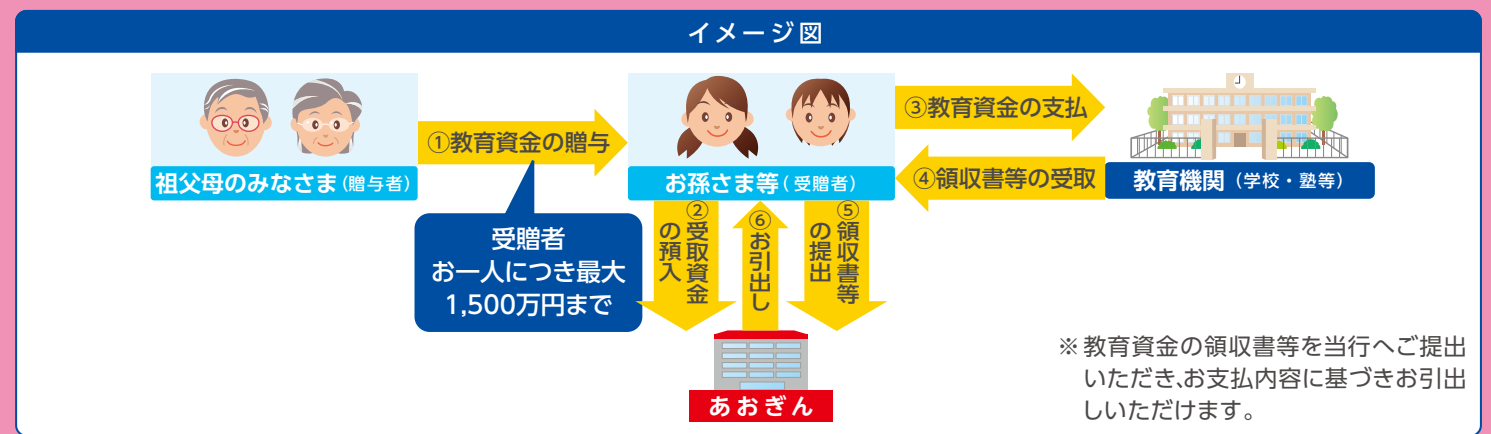 イメージ図
①教育資金の贈与
祖父母のみなさま(贈与者)
受贈者
お一人につき最大
1,500万円まで
お孫さま等(受贈者)
③教育資金の支払
④領収書等の受取
教育機関(学校・塾等)
②受取資金
の預入
⑥お引出し
⑤領収書等
の提出
あおぎん
※教育資金の領収書等を当行へご提出
いただき、お支払内容に基づきお引出
しいただけます。